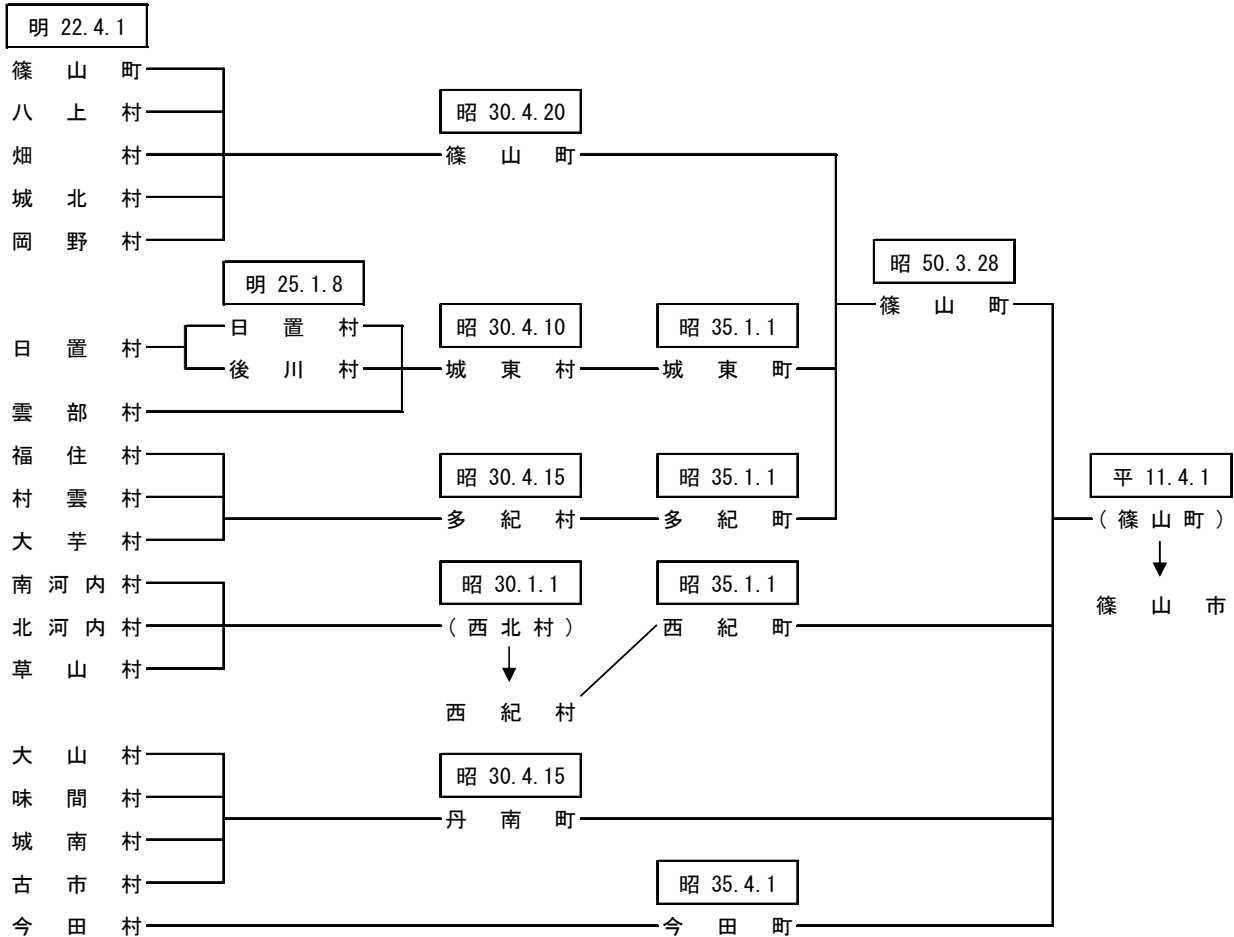 明 22.4.1
篠山町
八上村
昭 30.4.20
畑村
篠山町
城北村
岡野村
昭 50.3.28
明 25.1.8
篠山町
日置村
昭 30.4.10
昭 35.1.1
日置村
後川村
城東村
城東町
雲部村
福住村
昭 30.4.15
昭 35.1.1
平 11.4.1
村雲村
多紀村
多紀町
(篠山町)
大芋村
南河内村
昭 30.1.1
昭 35.1.1
篠山市
北河内村
(西北村)
西紀町
草山村
西紀村
大山村
昭 30.4.15
味間村
丹南町
城南村
古市村
昭 35.4.1
今田村
今田町